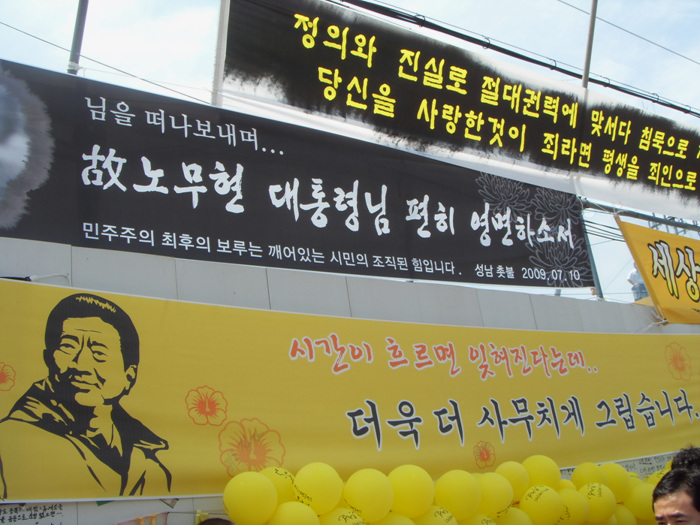 정의와 진실로 절대권력에 맞서다 침묵으로
당신을 사랑한것이 죄라면 평생을 죄인으로
님을 떠나보내며...
故노무현 대통령님 편히 영면하소서
민주주의 최후의 보루는 깨어있는 시민의 조직된 힘입니다. 성남 촛불 2009.07.10
세상
시간이 흐르면 잊혀진다는데..
더욱 더 사무치게 그립습니다.